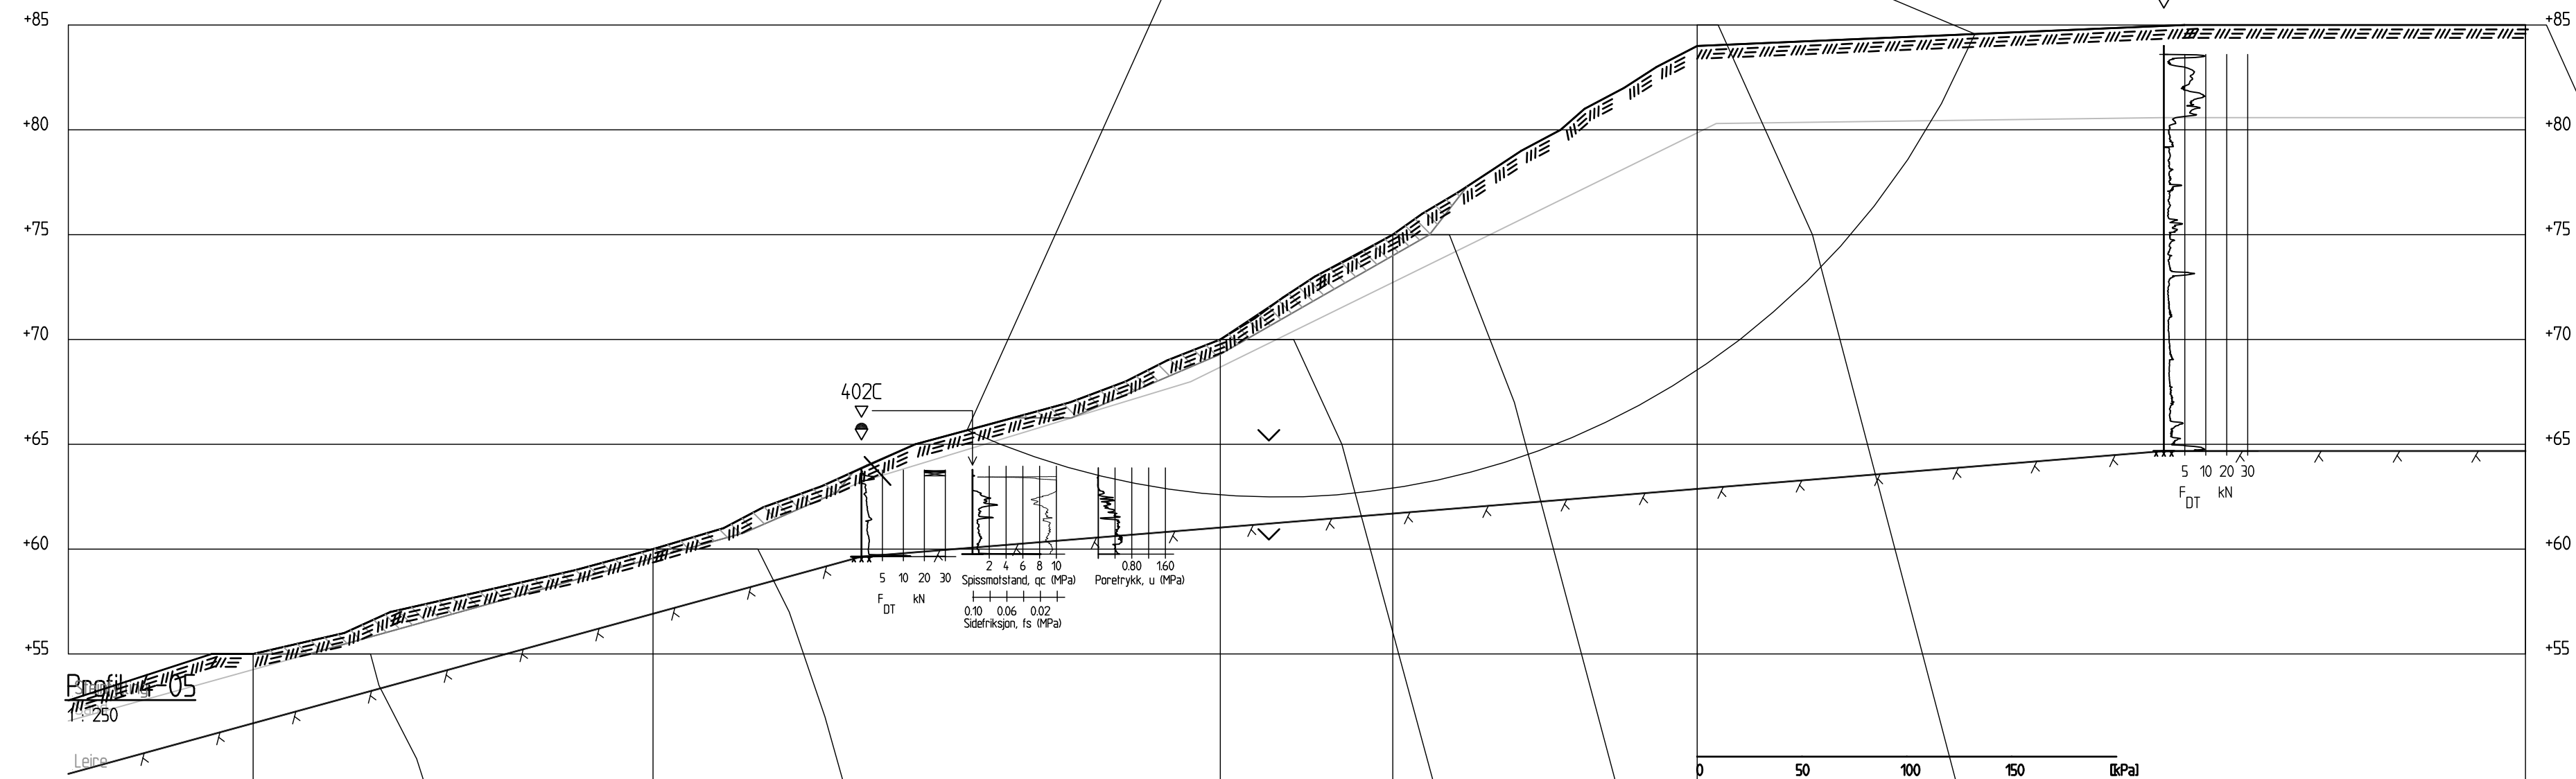 +85 +85
+80 +80
+75 +75
+70 +70
402C
+65 +65
5 10 20 30
F DT kN
+60 +60
2 4 6 8 10
0.80 1.60
5 10 20 30
Spissmotstand, qc (MPa)
Poretrykk, u (MPa)
F DT kN
0.10 0.06 0.02
Sidefriksjon, fs (MPa)
+55 +55
Profil 4-05
1 : 250
Leire
0 50 100 150 [kPa]